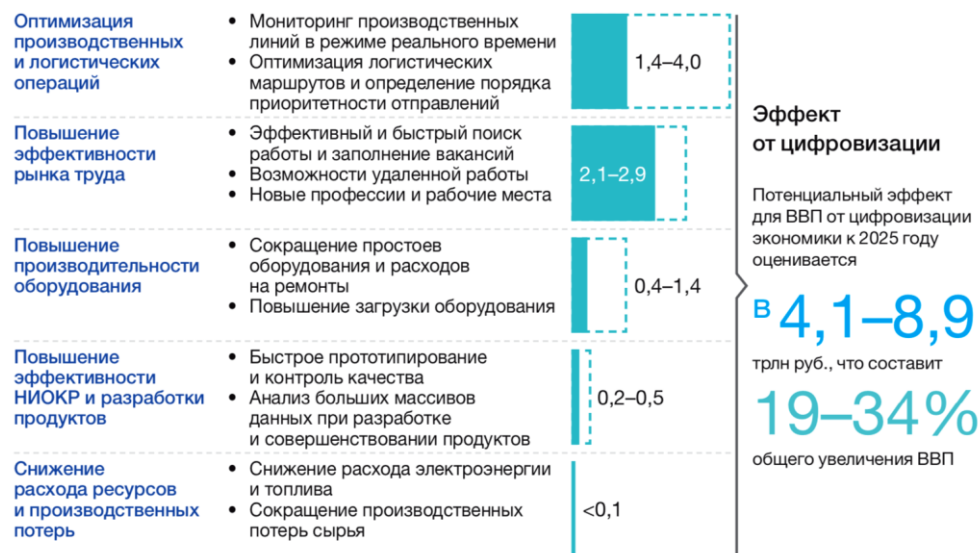 Оптимизация
производственных
и логистических
операций
• Мониторинг производственных
линий в режиме реального времени
• Оптимизация логистических
маршрутов и определение порядка
приоритетности отправлений
1,4–4,0
Повышение
эффективности
рынка труда
• Эффективный и быстрый поиск
работы и заполнение вакансий
• Возможности удаленной работы
• Новые профессии и рабочие места
2,1–2,9
Повышение
производительности
оборудования
• Сокращение простоев
оборудования и расходов
на ремонты
• Повышение загрузки оборудования
0,4–1,4
Повышение
эффективности
НИОКР и разработки
продуктов
• Быстрое прототипирование
и контроль качества
• Анализ больших массивов
данных при разработке
и совершенствовании продуктов
0,2–0,5
Снижение
расхода ресурсов
и производственных
потерь
• Снижение расхода электроэнергии
и топлива
• Сокращение производственных
потерь сырья
<0,1
Эффект
от цифровизации
Потенциальный эффект
для ВВП от цифровизации
экономики к 2025 году
оценивается
в 4,1–8,9
трлн руб., что составит
19–34%
общего увеличения ВВП